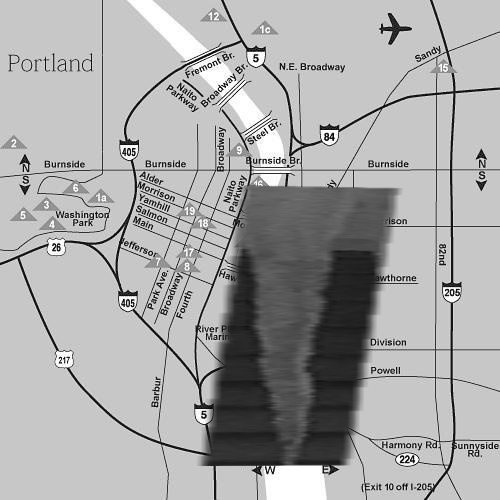 12
1c
5
Sandy
Portland
Fremont Br.
15
N.E. Broadway
Naito
Parkway
Broadway Br.
Steel Br.
84
Broadway
405
2
9
N
S
Burnside
Burnside
Burnside Br.
Burnside
N
S
Alder
16
6
Morrison
Naito
Parkway
1a
Yamhill
3
19
5
Washington
Park
Salmon
18
4
Main
26
Jefferson
17
82nd
7
8
Park Ave.
Broadway
Fourth
205
405
River
Division
217
Powell
Barbur
5
Harmony Rd.
Sunnyside
Rd.
224
W
E
(Exit 10 off I-205)